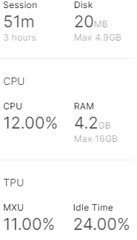 Session Disk
51m 20MB
3 hours Max 4.9GB
CPU
CPU RAM
12.00% 4.2GB
Max 16GB
TPU
MXU Idle Time
11.00% 24.00%